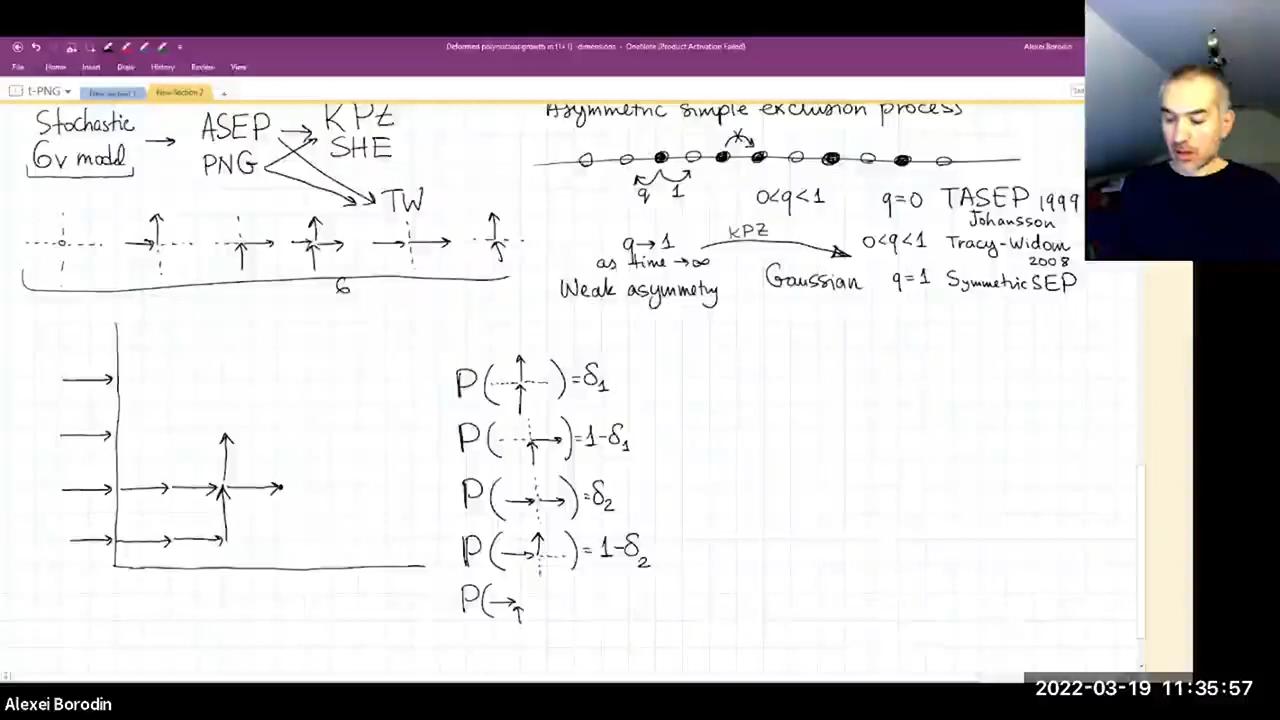 Deformed polynuclear growth in (1+1) dimensions - OneNote (Product Activation Failed)
Alexei Borodin
File Home Insert Draw History Review View
t-PNG
New Section 2
Stochastic
6v model
→ ASEP → KPZ
PNG SHE
TW
6
Asymmetric simple exclusion process
q 1
0<q<1
q=0 TASEP 1999
Johansson
q→1
as time →∞
Weak asymmetry
KPZ
0<q<1 Tracy-Widom
2008
Gaussian q=1 Symmetric SEP
P( )=δ1
P( )=1-δ1
P( )=δ2
P( )=1-δ2
P(
2022-03-19 11:35:57
Alexei Borodin